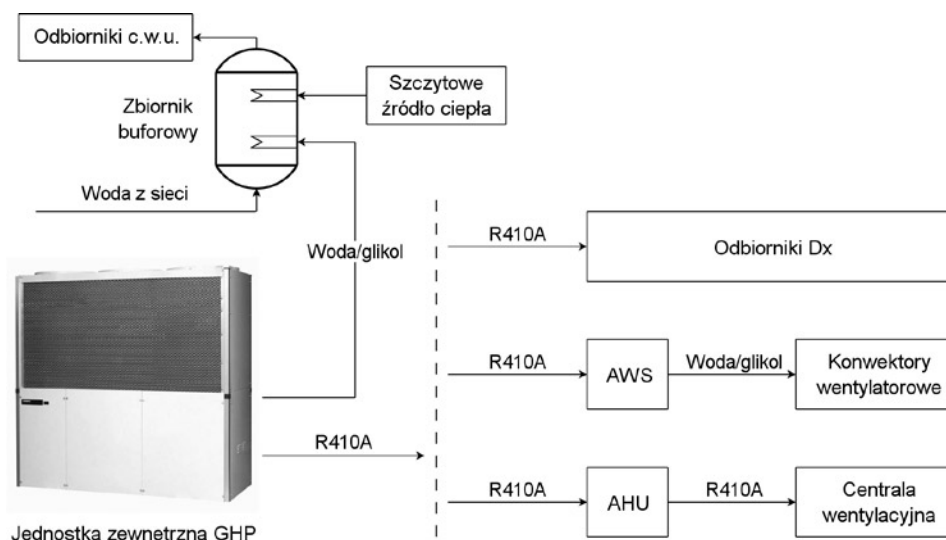 Odbiorniki c.w.u.
Szczytowe
źródło ciepła
Zbiornik
buforowy
Woda z sieci
Woda/glikol
R410A
Odbiorniki Dx
R410A
AWS
Woda/glikol
Konwektory
wentylatorowe
R410A
R410A
AHU
R410A
Centrala
wentylacyjna
Jednostka zewnętrzna GHP